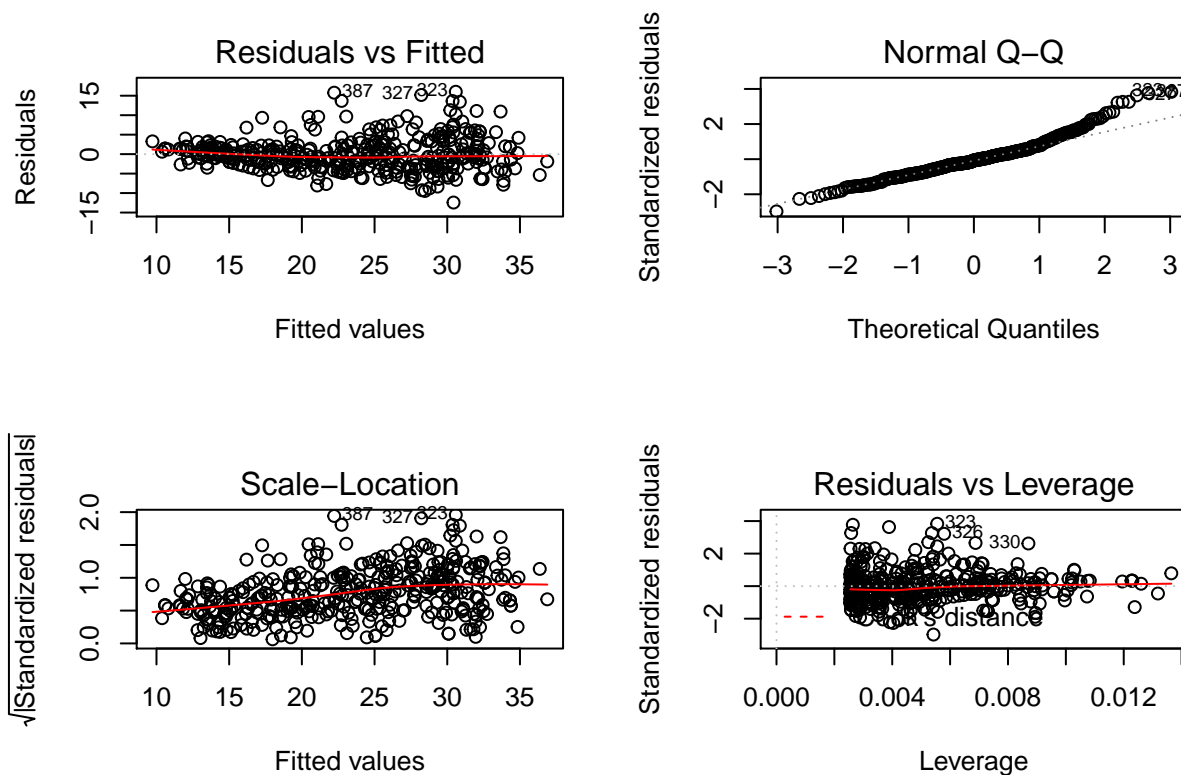 Residuals vs Fitted
Residuals
15
0
−15
387
327
323
10 15 20 25 30 35
Fitted values
Normal Q−Q
Standardized residuals
2
−2
−3 −2 −1 0 1 2 3
Theoretical Quantiles
Scale−Location
√|Standardized residuals|
2.0
1.0
0.0
387
327
323
10 15 20 25 30 35
Fitted values
Residuals vs Leverage
Standardized residuals
2
−2
323
326
330
distance
0.000 0.004 0.008 0.012
Leverage